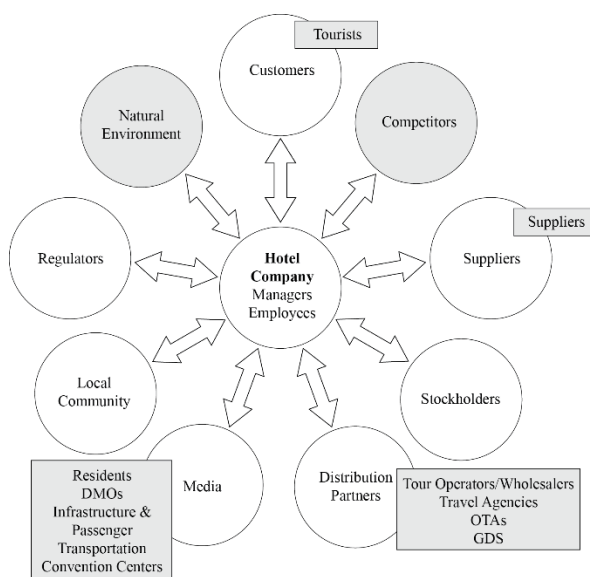 Tourists
Customers
Natural
Environment
Competitors
Suppliers
Regulators
Hotel
Company
Managers
Employees
Suppliers
Local
Community
Stockholders
Residents
DMOs
Infrastructure &
Passenger
Transportation
Convention Centers
Media
Distribution
Partners
Tour Operators/Wholesalers
Travel Agencies
OTAs
GDS